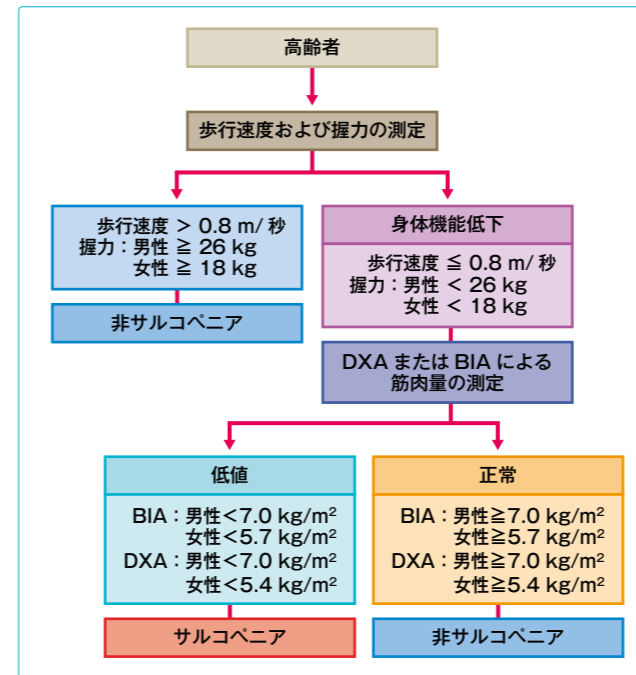 高齢者
歩行速度および握力の測定
歩行速度 > 0.8 m/ 秒
握力：男性 ≧ 26 kg
女性 ≧ 18 kg
非サルコペニア
身体機能低下
歩行速度 ≦ 0.8 m/ 秒
握力：男性 < 26 kg
女性 < 18 kg
DXA または BIA による
筋肉量の測定
低値
BIA：男性<7.0 kg/m²
女性<5.7 kg/m²
DXA：男性<7.0 kg/m²
女性<5.4 kg/m²
サルコペニア
正常
BIA：男性≧7.0 kg/m²
女性≧5.7 kg/m²
DXA：男性≧7.0 kg/m²
女性≧5.4 kg/m²
非サルコペニア